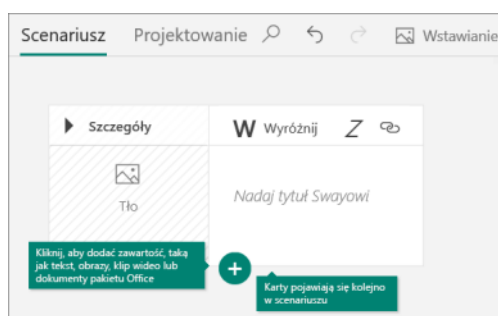 Scenariusz Projektowanie Wstawianie
Szczegóły W Wyróżnij Z
Tło
Nadaj tytuł Swayowi
Kliknij, aby dodać zawartość, taką
jak tekst, obrazy, klip wideo lub
dokumenty pakietu Office
Karty pojawiają się kolejno
w scenariuszu